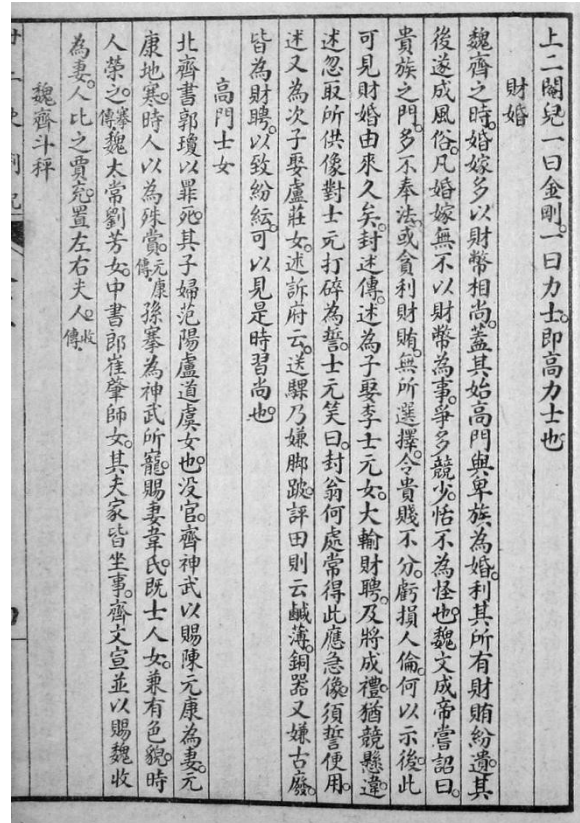 上二閹兒一曰金剛一曰力士即高力士也
財婚
魏齊之時婚嫁多以財幣相尚蓋其始高門與卑族為婚利其所有財賄紛遺其
後遂成風俗凡婚嫁無不以財幣為事爭多競少恬不為怪也魏文成帝嘗詔曰
貴族之門多不奉法或貪利財賄無所選擇令貴賤不分虧損人倫何以示後此
可見財婚由來久矣封述傳述為子娶李士元女大輸財聘及將成禮猶競懸違
述忽取所供像對士元打碎為誓士元笑曰封翁何處常得此應急像須誓便用
述又為次子娶盧莊女述訴府云送騾乃嫌脚跛評田則云鹹薄銅器又嫌古廢
皆為財聘以致紛紜可以見是時習尚也
高門士女
北齊書郭瓊以罪死其子婦范陽盧道虞女也没官齊神武以賜陳元康為妻元
康地寒時人以為殊賞元康傳孫搴為神武所寵賜妻韋氏既士人女兼有色貌時
人榮之搴傳魏太常劉芳女中書郎崔肇師女其夫家皆坐事齊文宣並以賜魏收
為妻人比之賈充置左右夫人收傳
魏齊斗秤